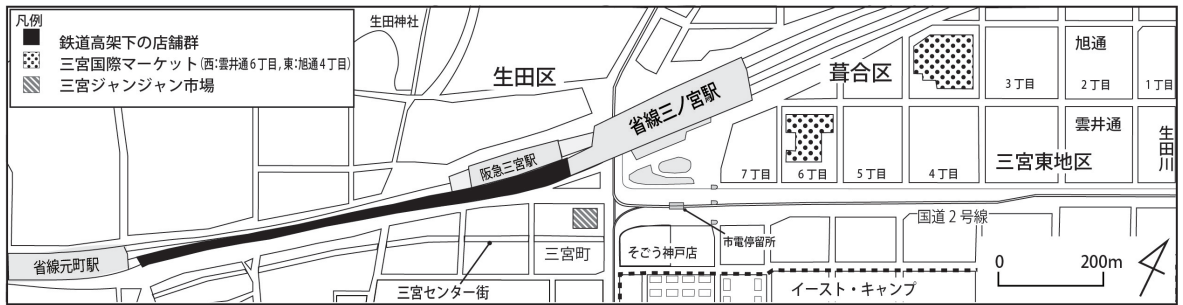 凡例
鉄道高架下の店舗群
三宮国際マーケット(西:雲井通6丁目,東:旭通4丁目)
三宮ジャンジャン市場
生田神社
生田区
葺合区
旭通
3丁目
2丁目
1丁目
省線三ノ宮駅
阪急三宮駅
雲井通
生田川
三宮東地区
7丁目
6丁目
5丁目
4丁目
国道2号線
市電停留所
そごう神戸店
三宮町
省線元町駅
三宮センター街
イースト・キャンプ
0
200m